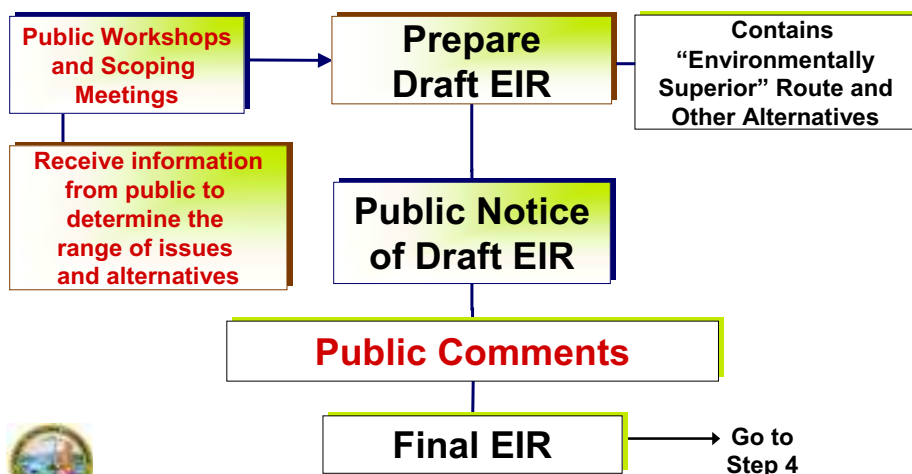 Public Workshops
and Scoping
Meetings
Prepare
Draft EIR
Contains
“Environmentally
Superior” Route and
Other Alternatives
Receive information
from public to
determine the
range of issues
and alternatives
Public Notice
of Draft EIR
Public Comments
Final EIR
Go to
Step 4